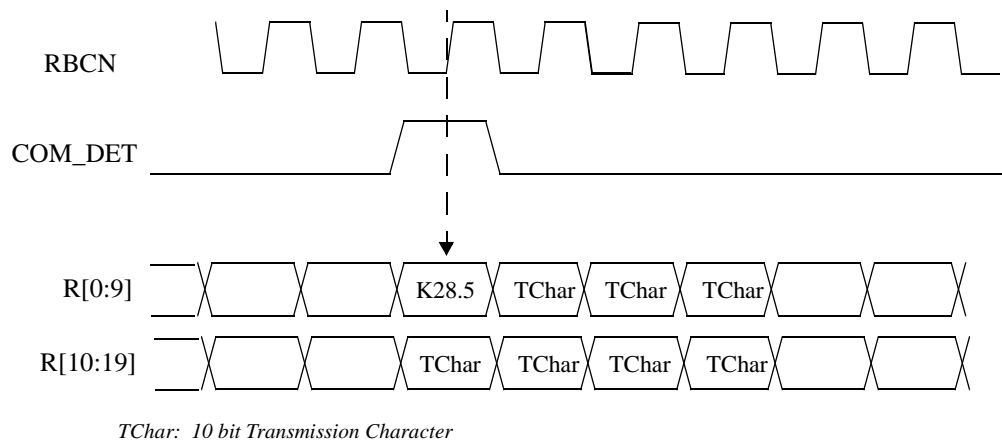 RBCN
COM_DET
R[0:9] K28.5 TChar TChar TChar
R[10:19] TChar TChar TChar TChar
TChar: 10 bit Transmission Character